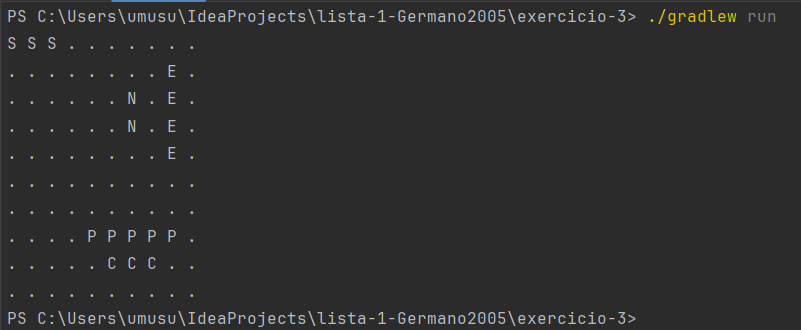 PS C:\Users\umusu\IdeaProjects\lista-1-Germano2005\exercicio-3> ./gradlew run
S S S . . . . . . .
. . . . . . . . E .
. . . . . . N . E .
. . . . . . N . E .
. . . . . . . . E .
. . . . . . . . . .
. . . . . . . . . .
. . . . P P P P P .
. . . . . C C C . .
. . . . . . . . . .
PS C:\Users\umusu\IdeaProjects\lista-1-Germano2005\exercicio-3>